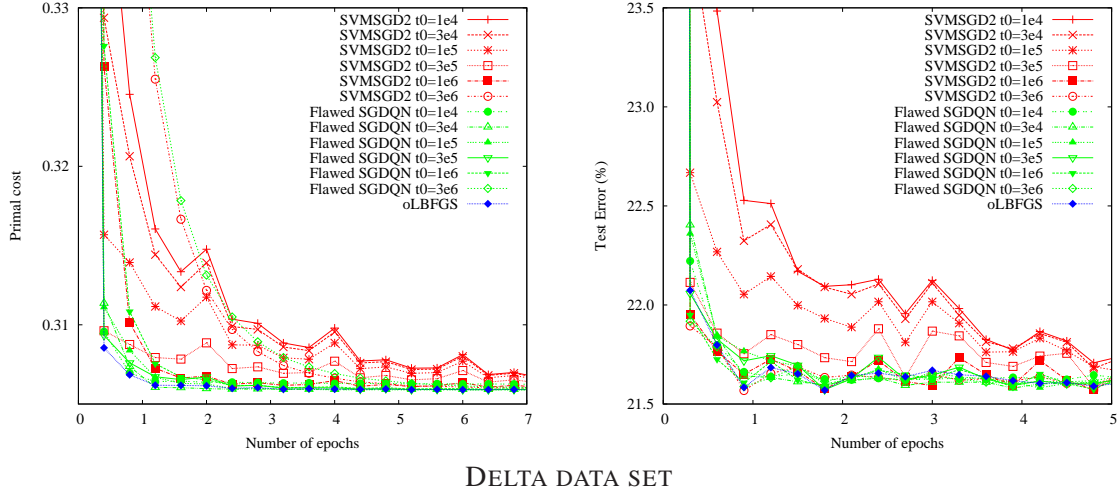 0.33
0.32
0.31
0 1 2 3 4 5 6 7
Primal cost
Number of epochs
SVMSGD2 t0=1e4
SVMSGD2 t0=3e4
SVMSGD2 t0=1e5
SVMSGD2 t0=3e5
SVMSGD2 t0=1e6
SVMSGD2 t0=3e6
Flawed SGDQN t0=1e4
Flawed SGDQN t0=3e4
Flawed SGDQN t0=1e5
Flawed SGDQN t0=3e5
Flawed SGDQN t0=1e6
Flawed SGDQN t0=3e6
oLBFGS
23.5
23.0
22.5
22.0
21.5
0 1 2 3 4 5
Test Error (%)
Number of epochs
SVMSGD2 t0=1e4
SVMSGD2 t0=3e4
SVMSGD2 t0=1e5
SVMSGD2 t0=3e5
SVMSGD2 t0=1e6
SVMSGD2 t0=3e6
Flawed SGDQN t0=1e4
Flawed SGDQN t0=3e4
Flawed SGDQN t0=1e5
Flawed SGDQN t0=3e5
Flawed SGDQN t0=1e6
Flawed SGDQN t0=3e6
oLBFGS
DELTA DATA SET